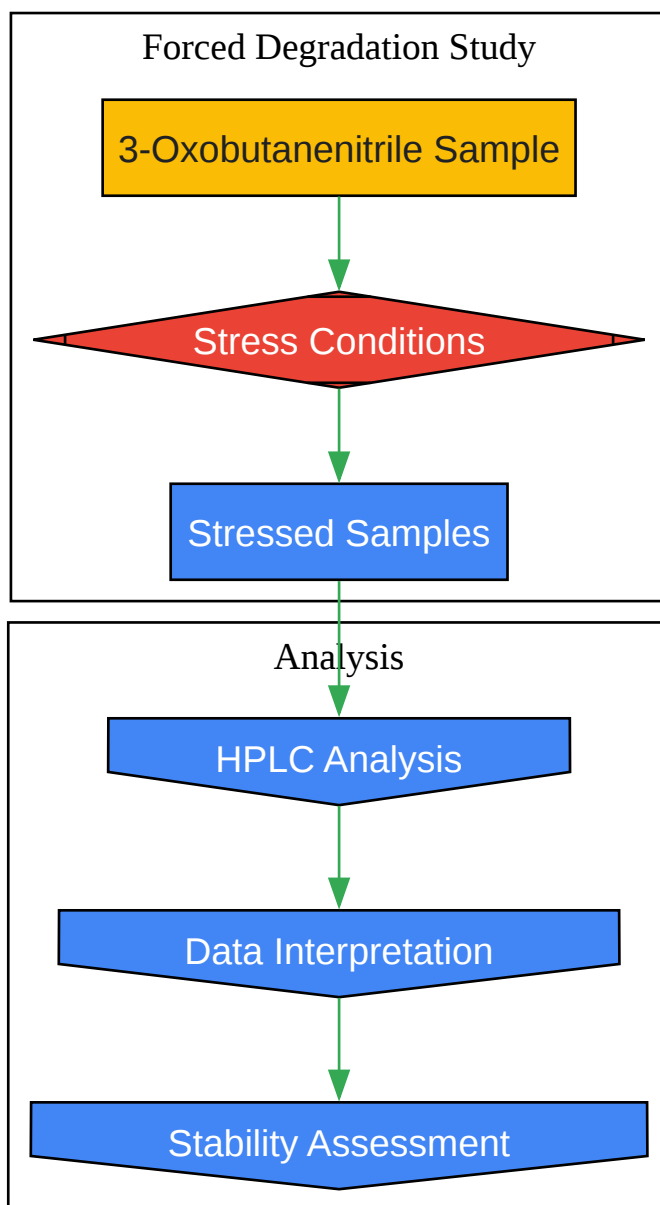 Forced Degradation Study
3-Oxobutanenitrile Sample
Stress Conditions
Stressed Samples
Analysis
HPLC Analysis
Data Interpretation
Stability Assessment